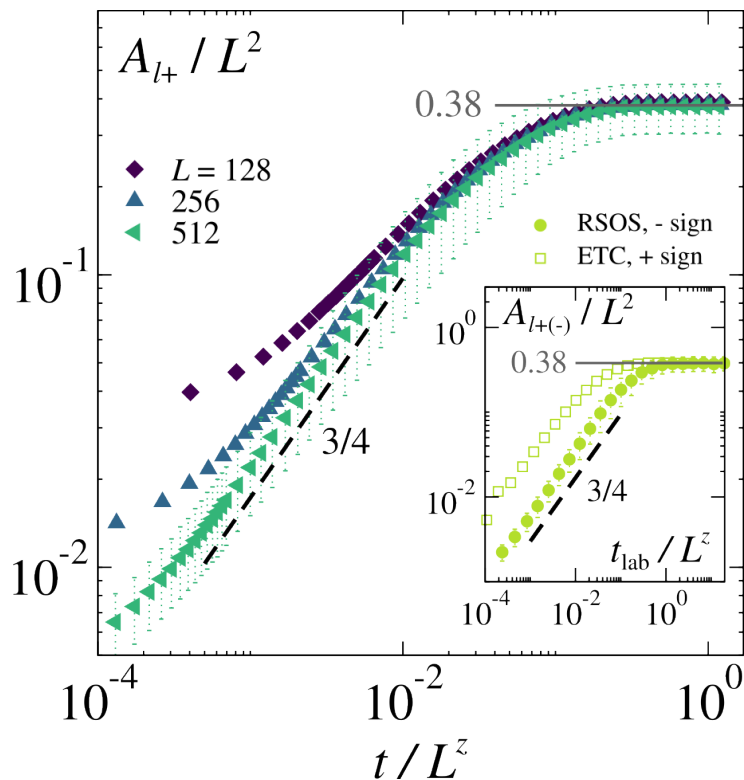 A_{l+} / L^2
0.38
L = 128
256
512
RSOS, - sign
ETC, + sign
10^{-1}
A_{l+(-)} / L^2
10^0
0.38
3/4
10^{-2}
3/4
t_{lab} / L^z
10^{-2}
10^{-4} 10^{-2} 10^0
10^{-4} 10^{-2} 10^0
t / L^z